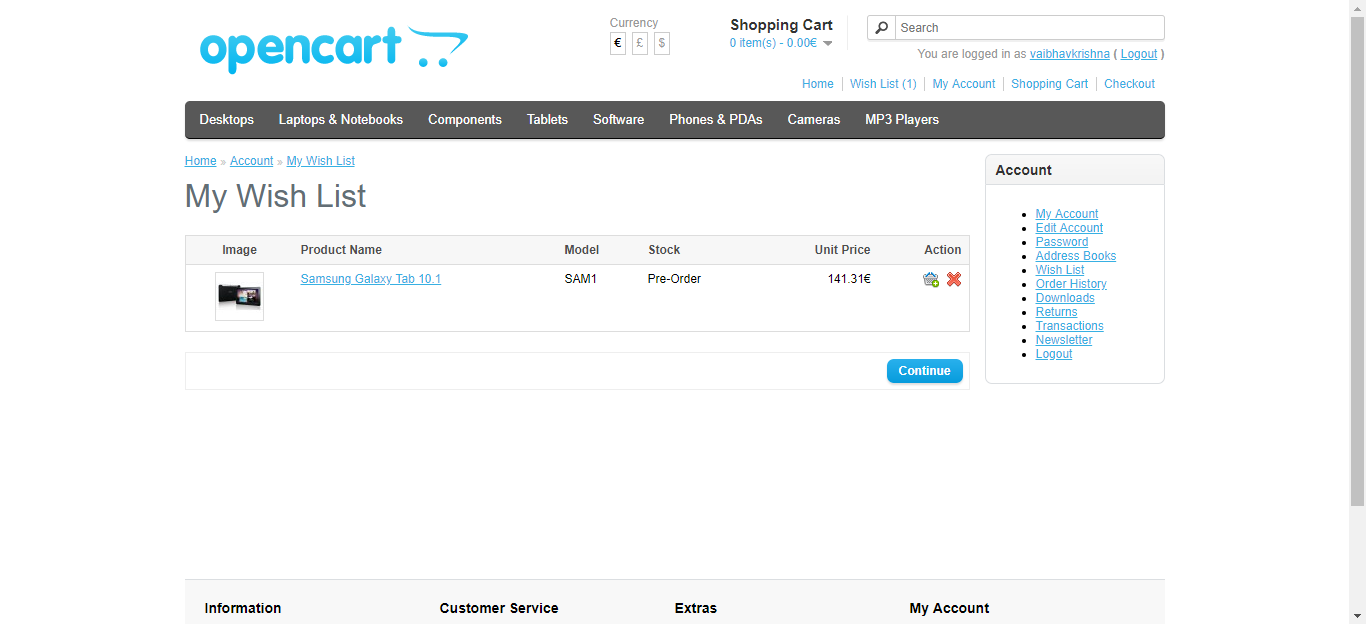 opencart
Currency
€ £ $
Shopping Cart
0 item(s) - 0.00€
Search
You are logged in as vaibhavkrishna ( Logout )
Home Wish List (1) My Account Shopping Cart Checkout
Desktops Laptops & Notebooks Components Tablets Software Phones & PDAs Cameras MP3 Players
Home » Account » My Wish List
My Wish List
Image Product Name Model Stock Unit Price Action
Samsung Galaxy Tab 10.1 SAM1 Pre-Order 141.31€
Continue
Account
My Account
Edit Account
Password
Address Books
Wish List
Order History
Downloads
Returns
Transactions
Newsletter
Logout
Information Customer Service Extras My Account